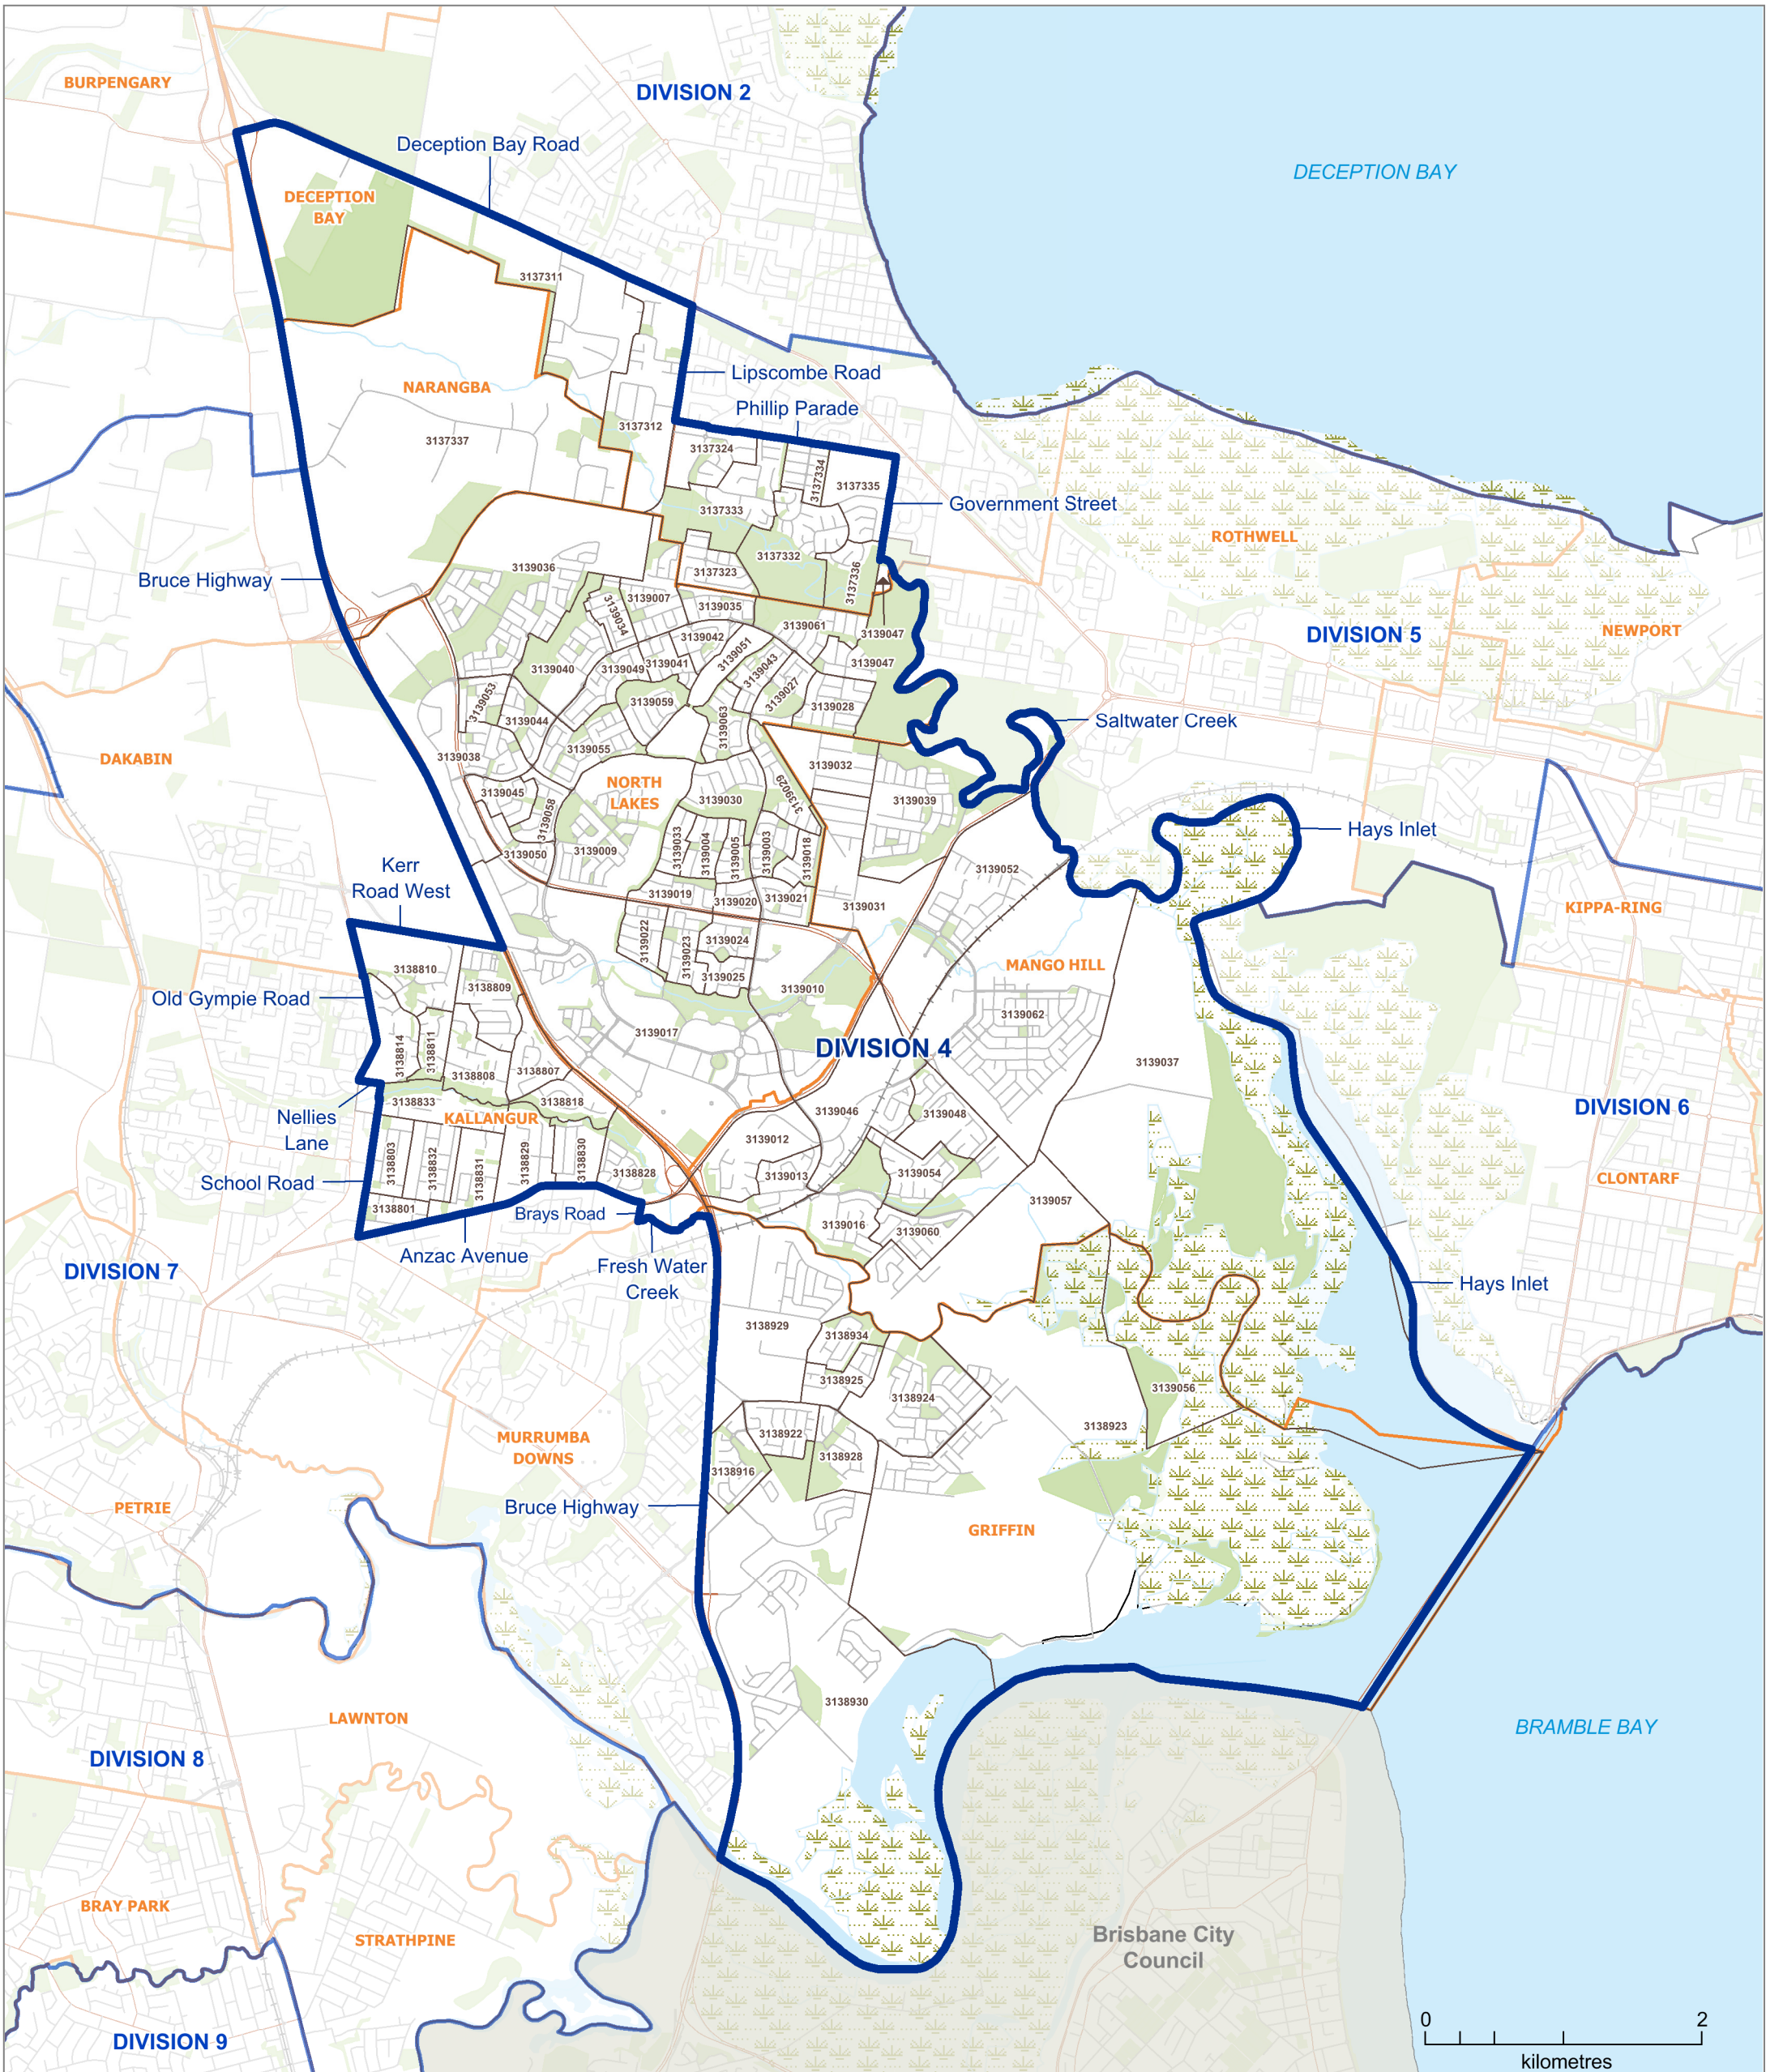 BURPENGARY
DIVISION 2
Deception Bay Road
DECEPTION BAY
DECEPTION
BAY
3137311
Lipscombe Road
NARANGBA
Phillip Parade
3137312
3137337
3137324
3137334
3137335
Government Street
3137333
ROTHWELL
3137332
3139036
3137323
3137336
Bruce Highway
3139007
3139035
3139034
3139061
3139047
DIVISION 5
NEWPORT
3139042
3139051
3139047
3139040
3139049
3139041
3139043
3139027
3139053
3139059
3139028
3139044
3139063
Saltwater Creek
3139055
DAKABIN
3139038
3139032
NORTH
LAKES
3139029
3139045
3139030
3139039
3139058
Hays Inlet
3139033
3139004
3139005
3139003
3139018
3139050
3139009
Kerr
Road West
3139052
3139019
3139020
3139021
3139031
KIPPA-RING
3139022
3139023
3139024
MANGO HILL
3138810
3139025
3139010
3138809
Old Gympie Road
3139062
3139017
DIVISION 4
3138814
3138811
3139037
3138808
3138807
3138833
3138818
DIVISION 6
KALLANGUR
3139046
3139048
Nellies
Lane
3139012
3138803
3138832
3138831
3138829
3138830
3138828
3139013
3139054
School Road
CLONTARF
3138801
3139057
Brays Road
3139016
3139060
Anzac Avenue
Fresh Water
Creek
DIVISION 7
Hays Inlet
3138929
3138934
3138925
3139056
3138924
3138923
MURRUMBA
DOWNS
3138922
3138928
3138916
PETRIE
Bruce Highway
GRIFFIN
3138930
LAWNTON
BRAMBLE BAY
DIVISION 8
BRAY PARK
STRATHPINE
Brisbane City
Council
DIVISION 9
0
2
kilometres